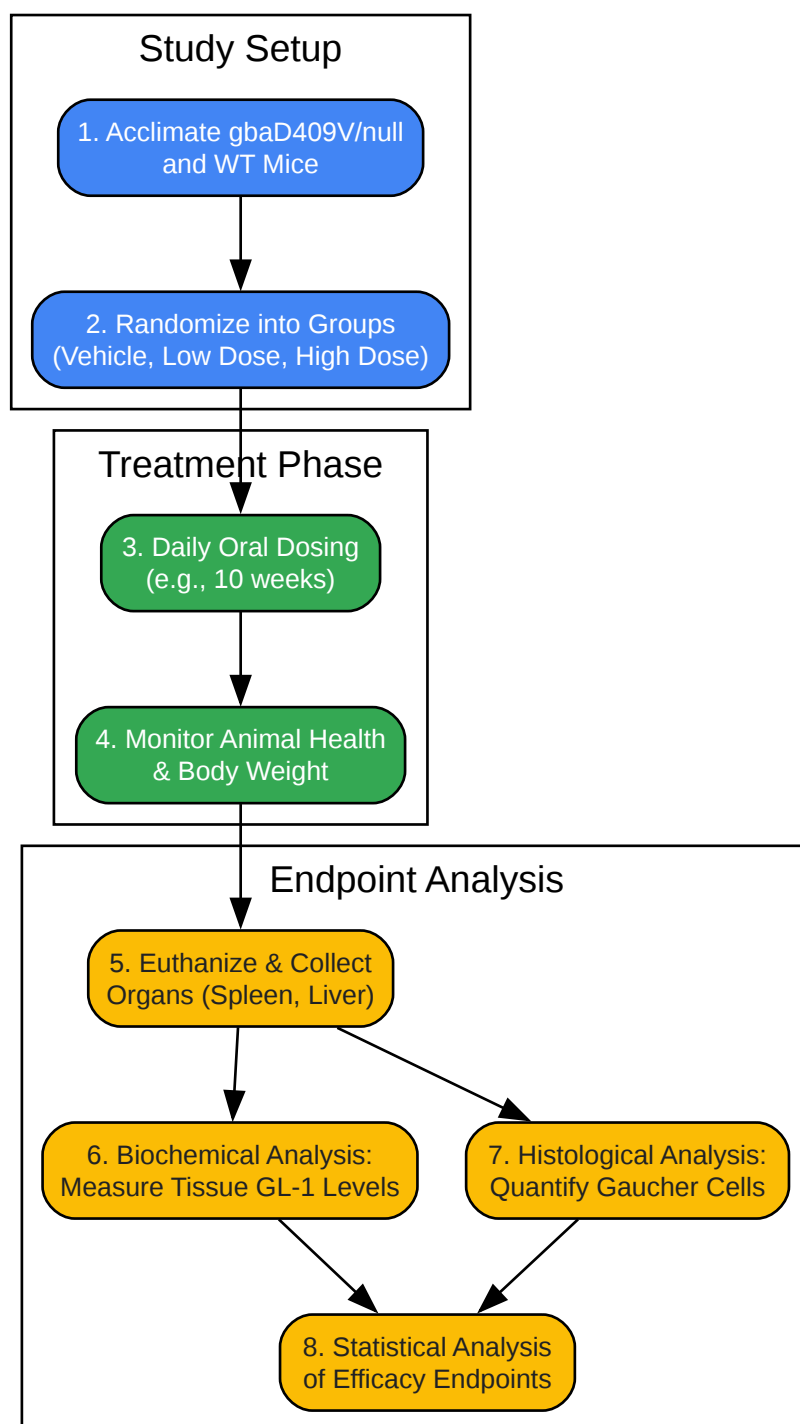 Study Setup
1. Acclimate gbaD409V/null
and WT Mice
2. Randomize into Groups
(Vehicle, Low Dose, High Dose)
Treatment Phase
3. Daily Oral Dosing
(e.g., 10 weeks)
4. Monitor Animal Health
& Body Weight
Endpoint Analysis
5. Euthanize & Collect
Organs (Spleen, Liver)
6. Biochemical Analysis:
Measure Tissue GL-1 Levels
7. Histological Analysis:
Quantify Gaucher Cells
8. Statistical Analysis
of Efficacy Endpoints